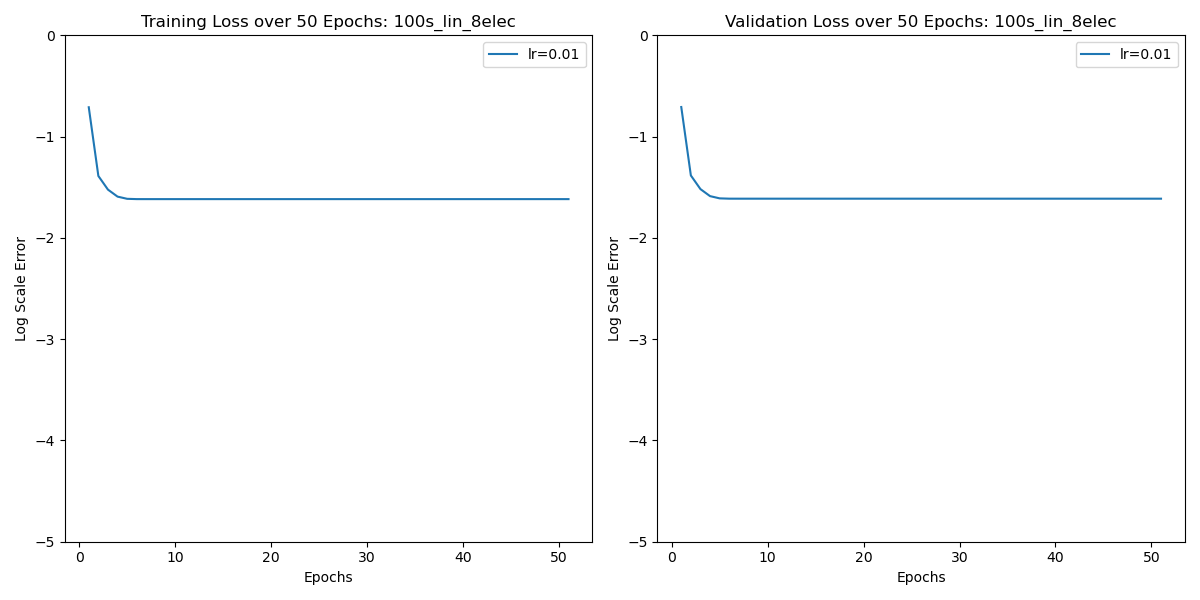 Training Loss over 50 Epochs: 100s_lin_8elec
lr=0.01
0
−1
−2
−3
−4
−5
Log Scale Error
0 10 20 30 40 50
Epochs
Validation Loss over 50 Epochs: 100s_lin_8elec
lr=0.01
0
−1
−2
−3
−4
−5
Log Scale Error
0 10 20 30 40 50
Epochs